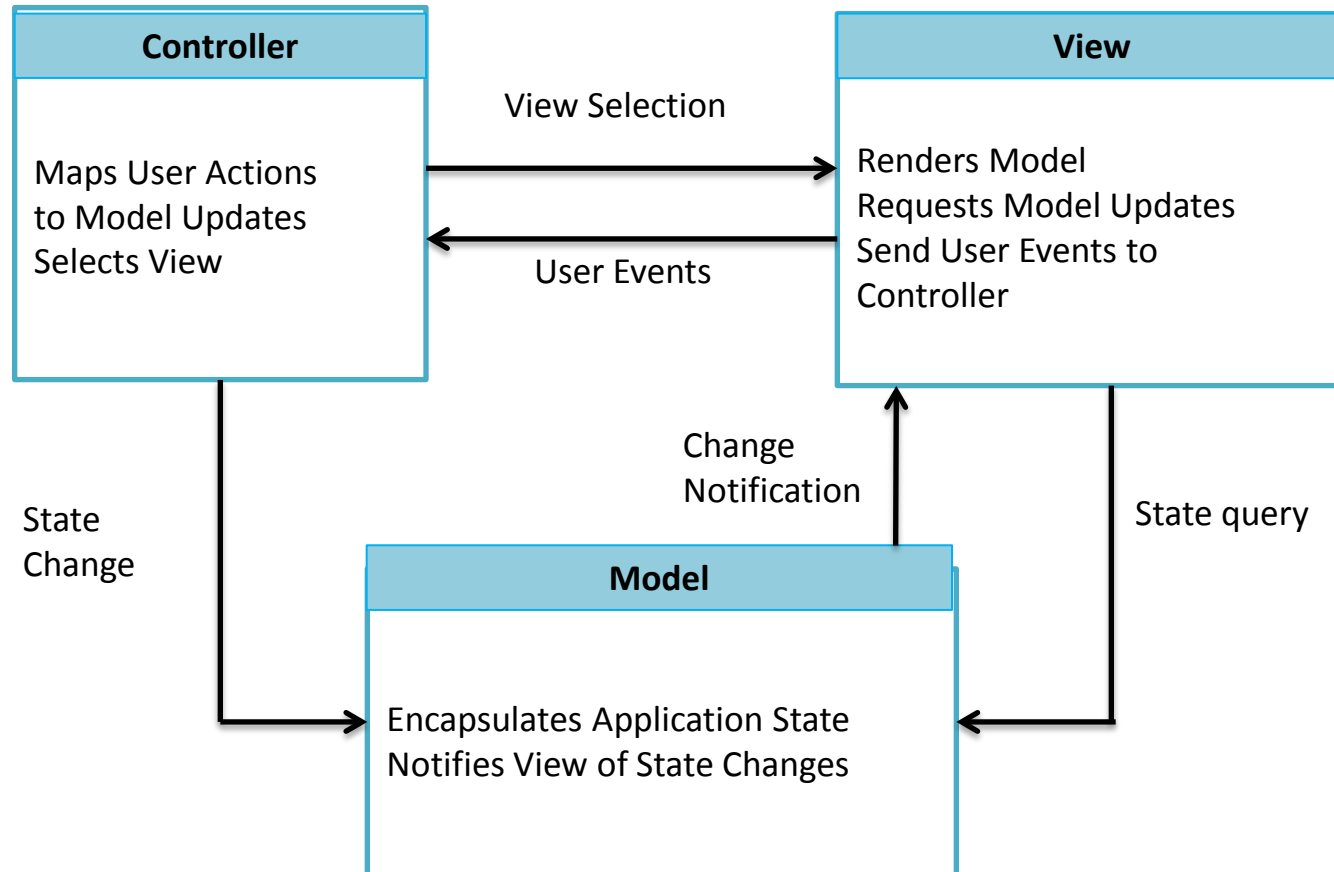 Controller
Maps User Actions
to Model Updates
Selects View
View Selection
User Events
View
Renders Model
Requests Model Updates
Send User Events to
Controller
State
Change
Change
Notification
State query
Model
Encapsulates Application State
Notifies View of State Changes